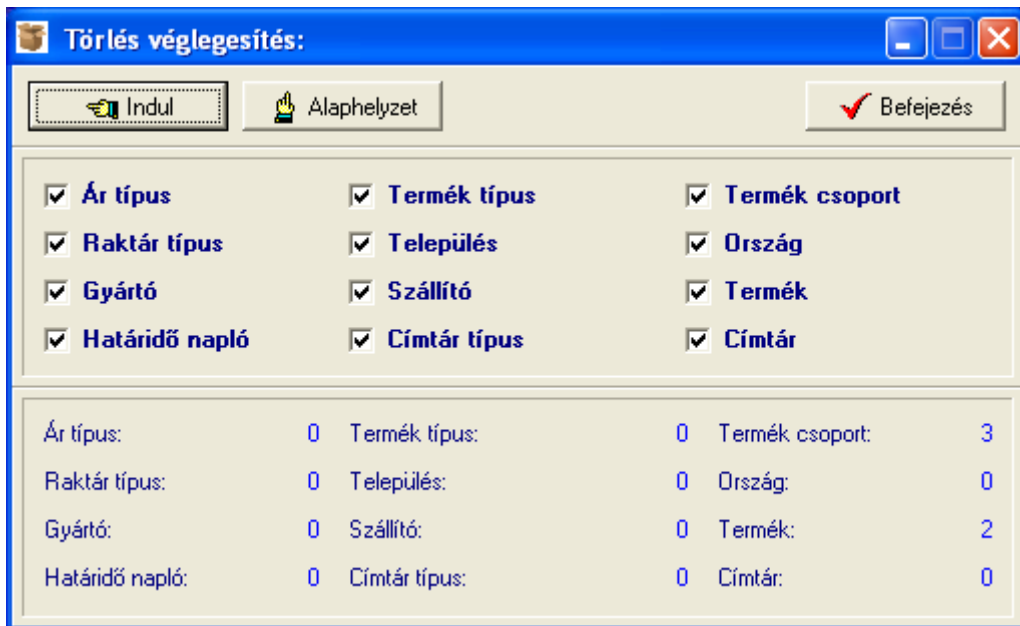 Törlés véglegesítés:
Indul Alaphelyzet Befejezés
Ár típus Termék típus Termék csoport
Raktár típus Település Ország
Gyártó Szállító Termék
Határidő napló Címtár típus Címtár
Ár típus: 0 Termék típus: 0 Termék csoport: 3
Raktár típus: 0 Település: 0 Ország: 0
Gyártó: 0 Szállító: 0 Termék: 2
Határidő napló: 0 Címtár típus: 0 Címtár: 0